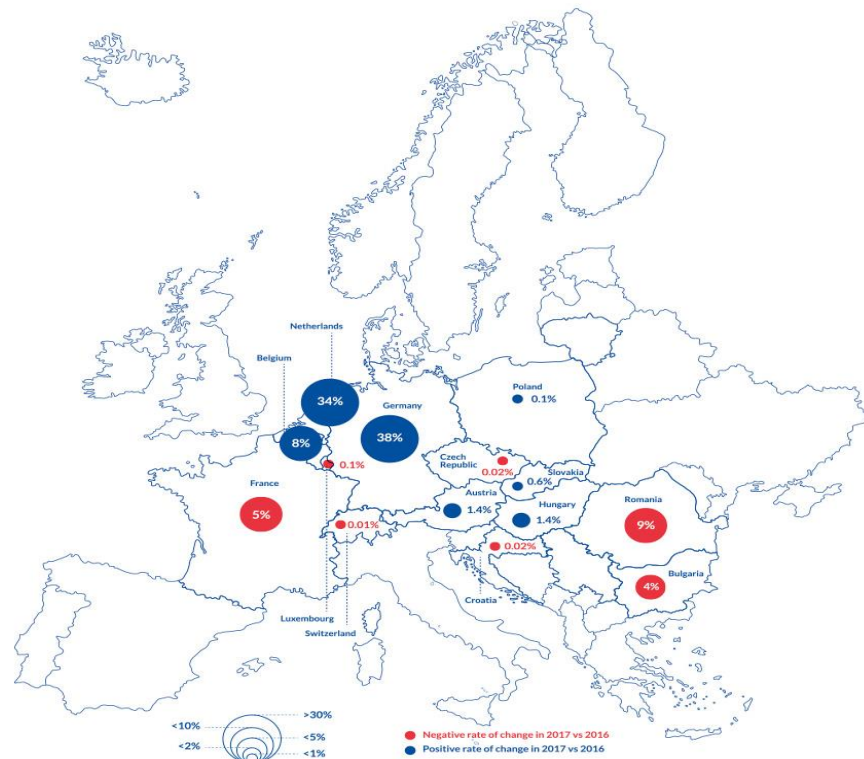 Netherlands
Belgium
34%
Germany
8%
38%
Poland
0.1%
Czech
Republic
0.02%
0.1%
Slovakia
0.6%
France
5%
Austria
1.4%
Hungary
1.4%
Romania
9%
0.01%
0.02%
Bulgaria
4%
Croatia
Luxembourg
Switzerland
>30%
<10%
<5%
<2%
<1%
Negative rate of change in 2017 vs 2016
Positive rate of change in 2017 vs 2016